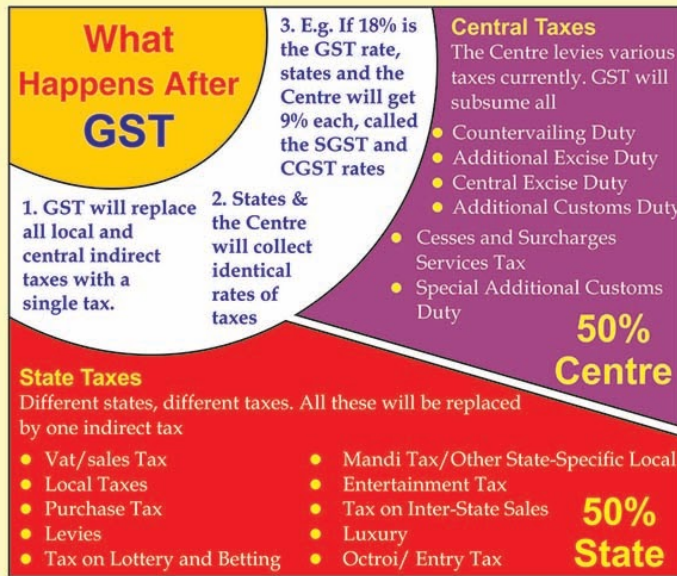 What
Happens After
GST
1. GST will replace
all local and
central indirect
taxes with a
single tax.
2. States &
the Centre
will collect
identical
rates of
taxes
3. E.g. If 18% is
the GST rate,
states and the
Centre will get
9% each, called
the SGST and
CGST rates
Central Taxes
The Centre levies various
taxes currently. GST will
subsume all
• Countervailing Duty
• Additional Excise Duty
• Central Excise Duty
• Additional Customs Duty
• Cesses and Surcharges
Services Tax
• Special Additional Customs
Duty
50%
Centre
State Taxes
Different states, different taxes. All these will be replaced
by one indirect tax
• Vat/sales Tax
• Local Taxes
• Purchase Tax
• Levies
• Tax on Lottery and Betting
• Mandi Tax/Other State-Specific Local
• Entertainment Tax
• Tax on Inter-State Sales
• Luxury
• Octroi/ Entry Tax
50%
State